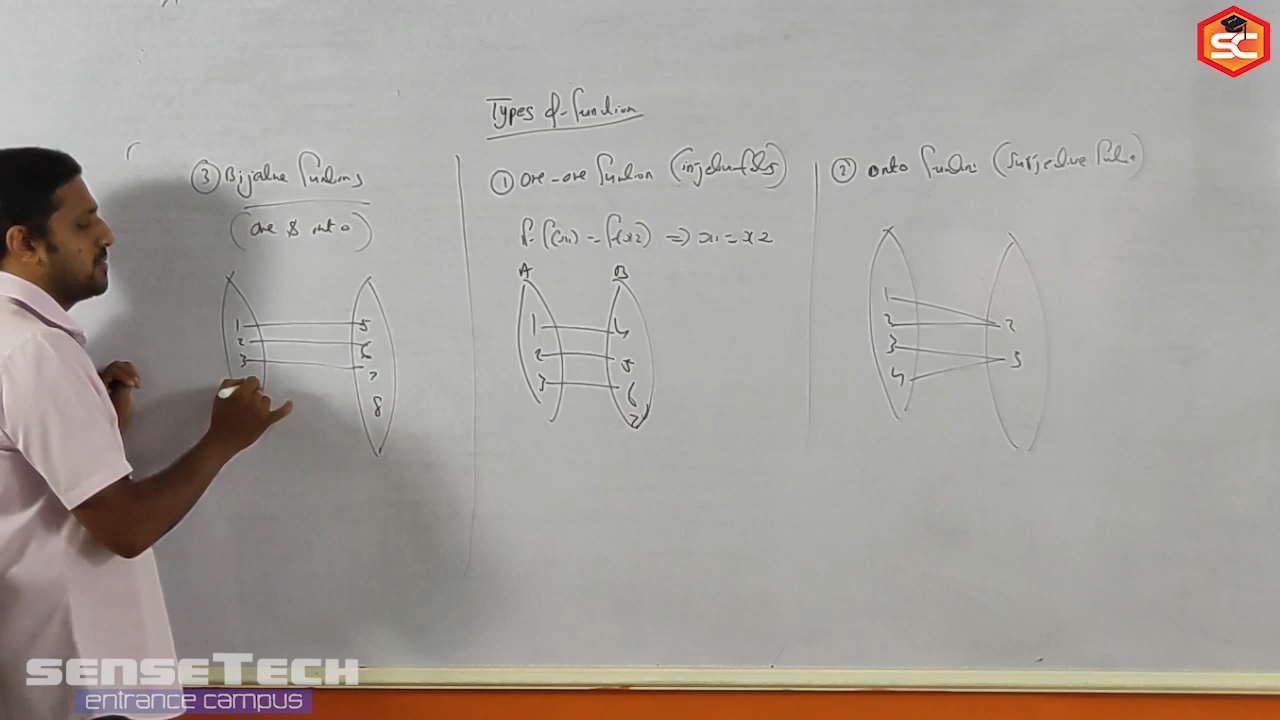 SC
Types of function
③ Bijective functions
(one & onto)
1 5
2 6
3 7
8
① one-one function (injective
if f(x1) = f(x2) => x1 = x2
A B
1 4
2 5
3 6
7
② onto function (Surjective
1
2 2
3 5
4
senseTech
entrance campus